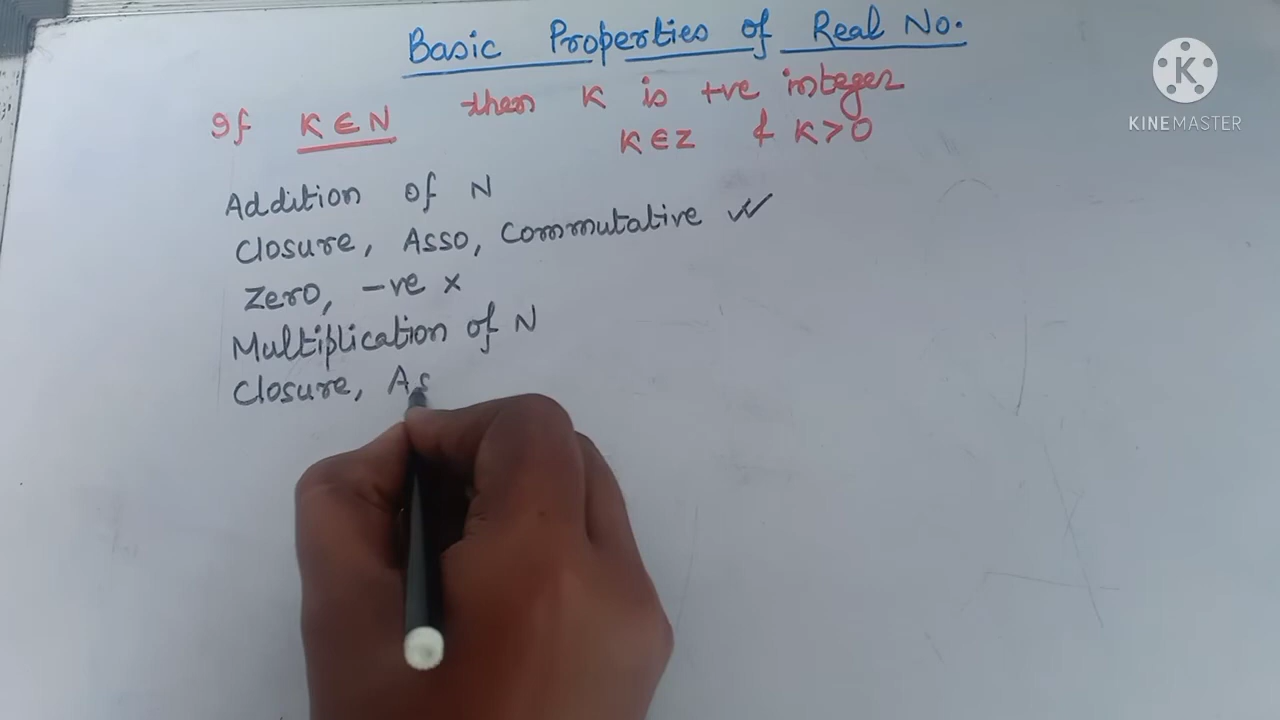 Basic Properties of Real No.
If K ∈ N then K is +ve integer
K ∈ Z & K > 0
Addition of N
Closure, Asso, Commutative ✓✓
Zero, -ve ×
Multiplication of N
Closure, As
K
KINEMASTER